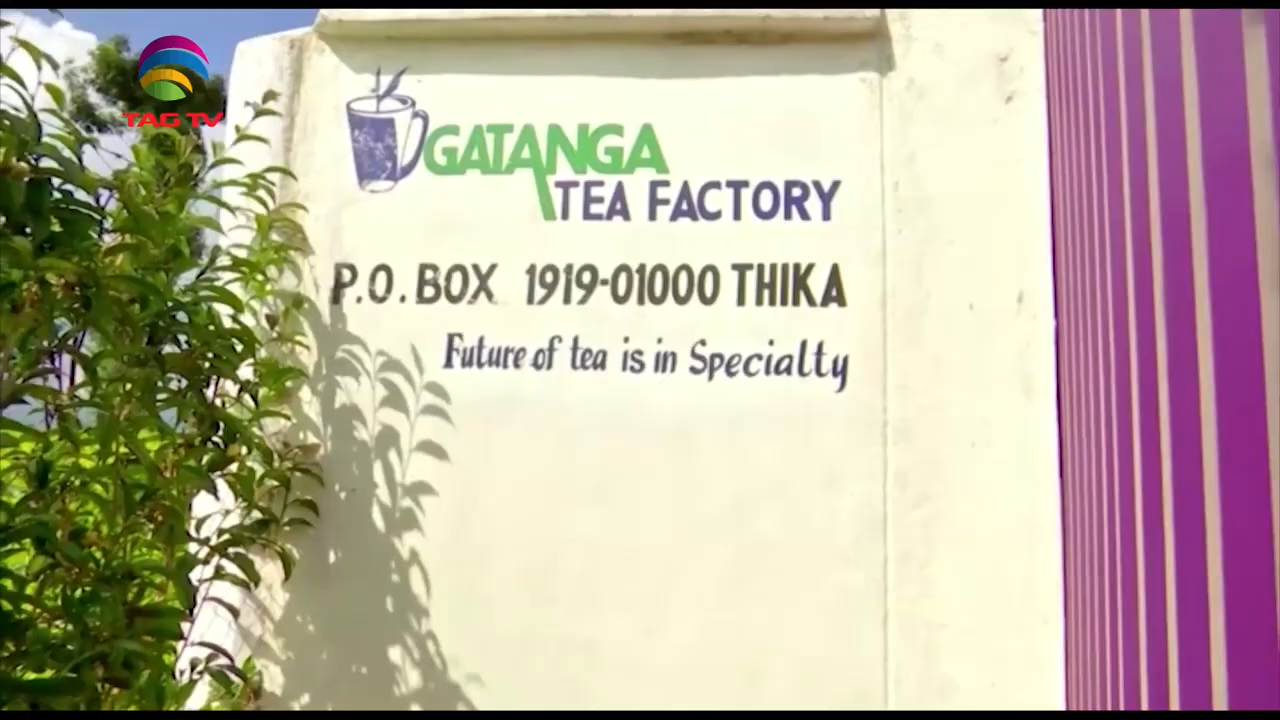 TAG TV
GATANGA
TEA FACTORY
P.O. BOX 1919-01000 THIKA
Future of tea is in Specialty